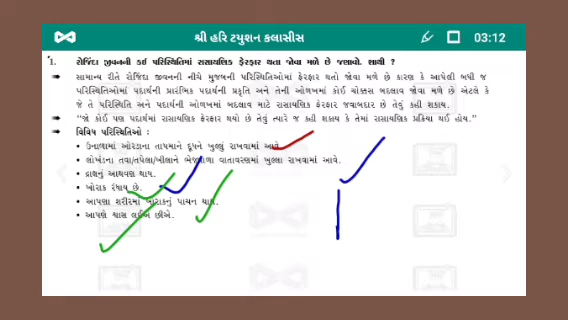 શ્રી હરિ ટયુશન કલાસીસ
03:12
1. રોજિંદા જીવનની કઈ પરિસ્થિતિમાં રાસાયણિક ફેરફાર થતા જોવા મળે છે જણાવો. શાથી ?
સામાન્ય રીતે રોજિંદા જીવનની નીચે મુજબની પરિસ્થિતિઓમાં ફેરફાર થતો જોવા મળે છે કારણ કે આપેલી બધી જ
પરિસ્થિતિઓમાં પદાર્થની પ્રારંભિક પદાર્થની પ્રકૃતિ અને તેની ઓળખમાં કોઈ ચોક્કસ બદલાવ જોવા મળે છે એટલે કે
જે તે પરિસ્થિતિ અને પદાર્થની ઓળખમાં બદલાવ માટે રાસાયણિક ફેરફાર જવાબદાર છે તેવું કહી શકાય.
“જો કોઈ પણ પદાર્થમાં રાસાયણિક ફેરફાર થયો છે તેવું ત્યારે જ કહી શકાય કે તેમાં રાસાયણિક પ્રક્રિયા થઈ હોય.”
વિવિધ પરિસ્થિતિઓ :
• ઉનાળામાં ઓરડાના તાપમાને દૂધને ખુલ્લું રાખવામાં આવે
• લોખંડના તવા/તપેલા/ખીલાને ભેજવાળા વાતાવરણમાં ખુલ્લા રાખવામાં આવે.
• દ્રાક્ષનું આથવણ થાય.
• ખોરાક રંધાય છે.
• આપણા શરીરમાં ખોરાકનું પાચન થાય.
• આપણે શ્વાસ લઈએ છીએ.